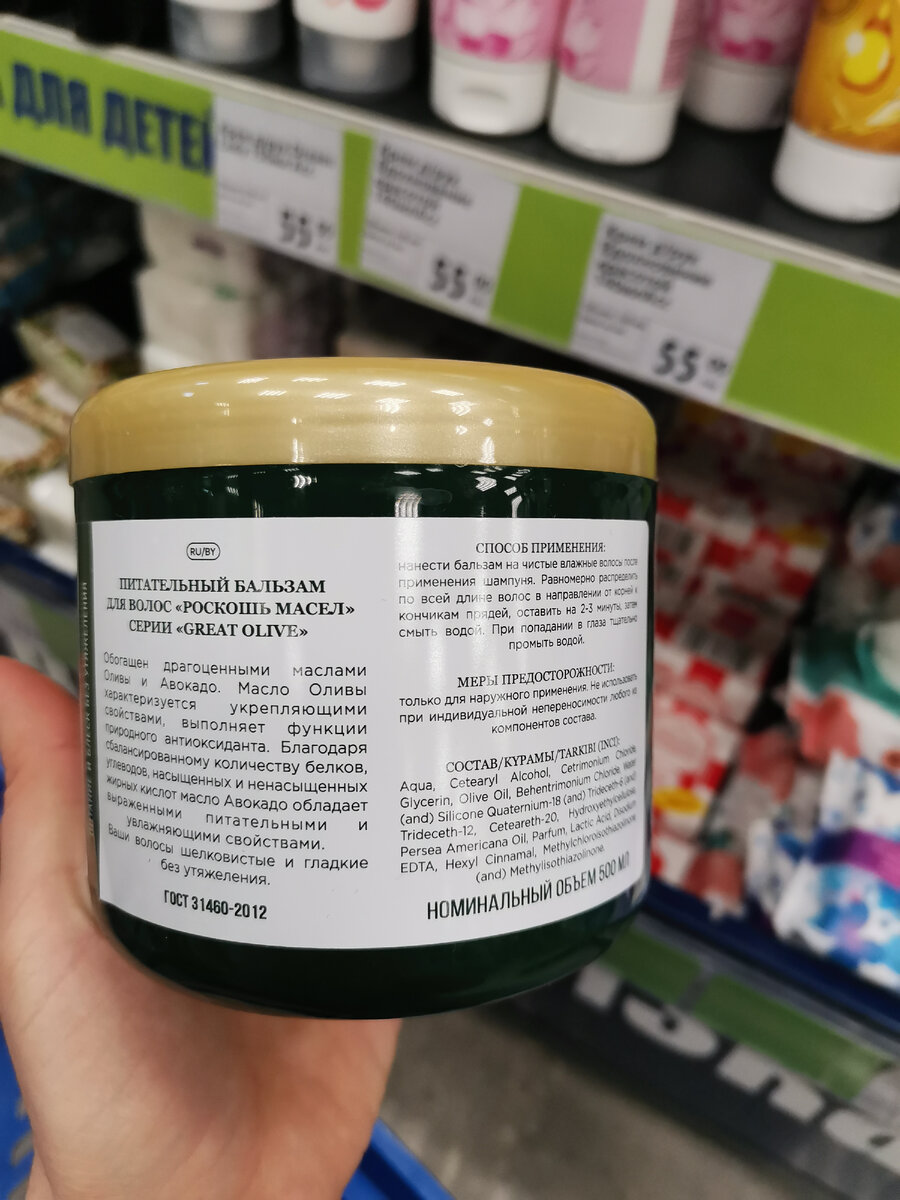 ДЛЯ ДЕТЕЙ
55
55
55
RU/BY
ПИТАТЕЛЬНЫЙ БАЛЬЗАМ
ДЛЯ ВОЛОС «РОСКОШЬ МАСЕЛ»
СЕРИИ «GREAT OLIVE»
Обогащен драгоценными маслами
Оливы и Авокадо. Масло Оливы
характеризуется укрепляющими
свойствами, выполняет функции
природного антиоксиданта. Благодаря
сбалансированному количеству белков,
углеводов, насыщенных и ненасыщенных
жирных кислот масло Авокадо обладает
выраженными питательными и
увлажняющими свойствами.
Ваши волосы шелковистые и гладкие
без утяжеления.
ГОСТ 31460-2012
СПОСОБ ПРИМЕНЕНИЯ:
нанести бальзам на чистые влажные волосы после
применения шампуня. Равномерно распределить
по всей длине волос в направлении от корней к
кончикам прядей, оставить на 2-3 минуты, затем
смыть водой. При попадании в глаза тщательно
промыть водой.
МЕРЫ ПРЕДОСТОРОЖНОСТИ:
только для наружного применения. Не использовать
при индивидуальной непереносимости любого из
компонентов состава.
СОСТАВ/КҮРАМЫ/TARKIBI (INCI):
Aqua, Cetearyl Alcohol, Cetrimonium Chloride,
Glycerin, Olive Oil, Behentrimonium Chloride, Water
(and) Silicone Quaternium-18 (and) Trideceth-6 (and)
Trideceth-12, Ceteareth-20, Hydroxyethylcellulose,
Persea Americana Oil, Parfum, Lactic Acid, Disodium
EDTA, Hexyl Cinnamal, Methylchloroisothiazolinone,
(and) Methylisothiazolinone.
НОМИНАЛЬНЫЙ ОБЪЕМ 500 МЛ